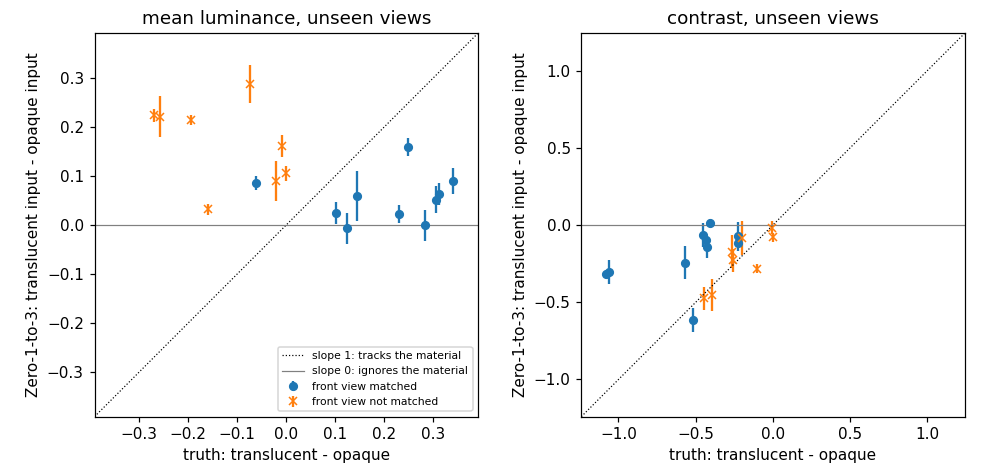 mean luminance, unseen views
Zero-1-to-3: translucent input - opaque input
0.3
0.2
0.1
0.0
−0.1
−0.2
−0.3
−0.3 −0.2 −0.1 0.0 0.1 0.2 0.3
truth: translucent - opaque
slope 1: tracks the material
slope 0: ignores the material
front view matched
front view not matched
contrast, unseen views
Zero-1-to-3: translucent input - opaque input
1.0
0.5
0.0
−0.5
−1.0
−1.0 −0.5 0.0 0.5 1.0
truth: translucent - opaque